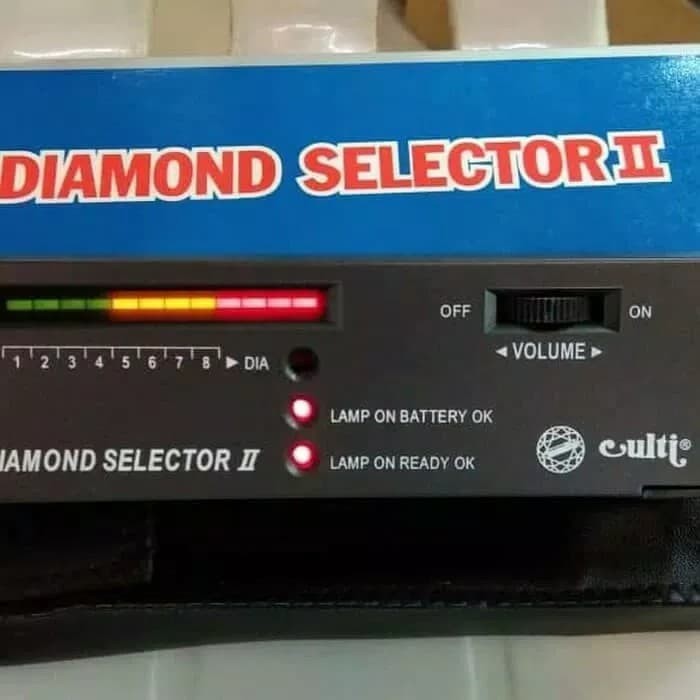 DIAMOND SELECTOR II
OFF ON
◄ VOLUME ►
1 2 3 4 5 6 7 8 ► DIA
LAMP ON BATTERY OK
IAMOND SELECTOR II
LAMP ON READY OK
culti®